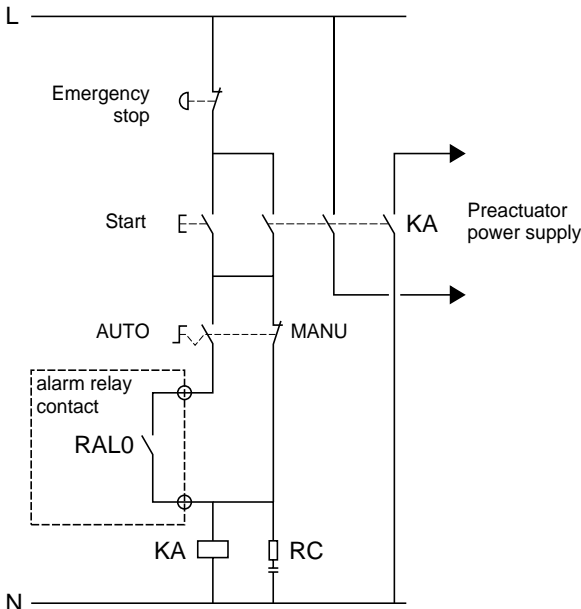 L
Emergency
stop
Start
KA
Preactuator
power supply
AUTO
MANU
alarm relay
contact
RAL0
KA
RC
N